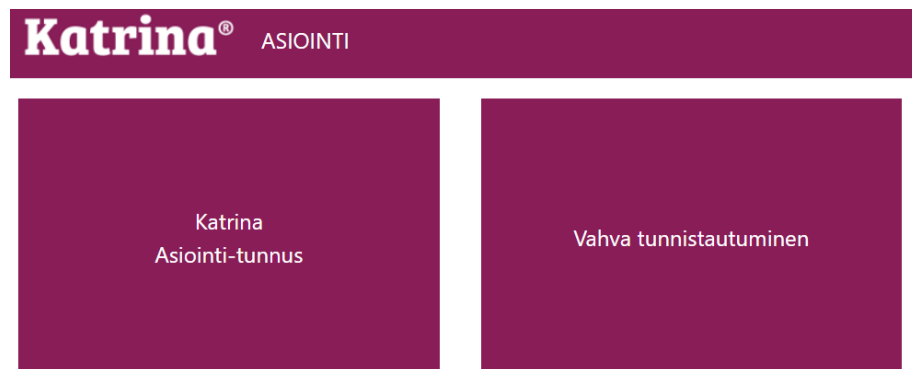 Katrina® ASIOINTI
Katrina
Asiointi-tunnus
Vahva tunnistautuminen